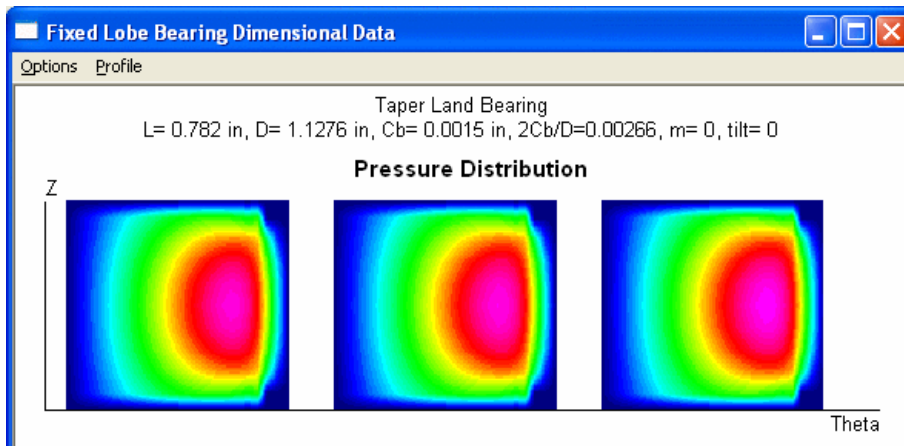 Fixed Lobe Bearing Dimensional Data
Options Profile
Taper Land Bearing
L= 0.782 in, D= 1.1276 in, Cb= 0.0015 in, 2Cb/D=0.00266, m= 0, tilt= 0
Pressure Distribution
Z
Theta